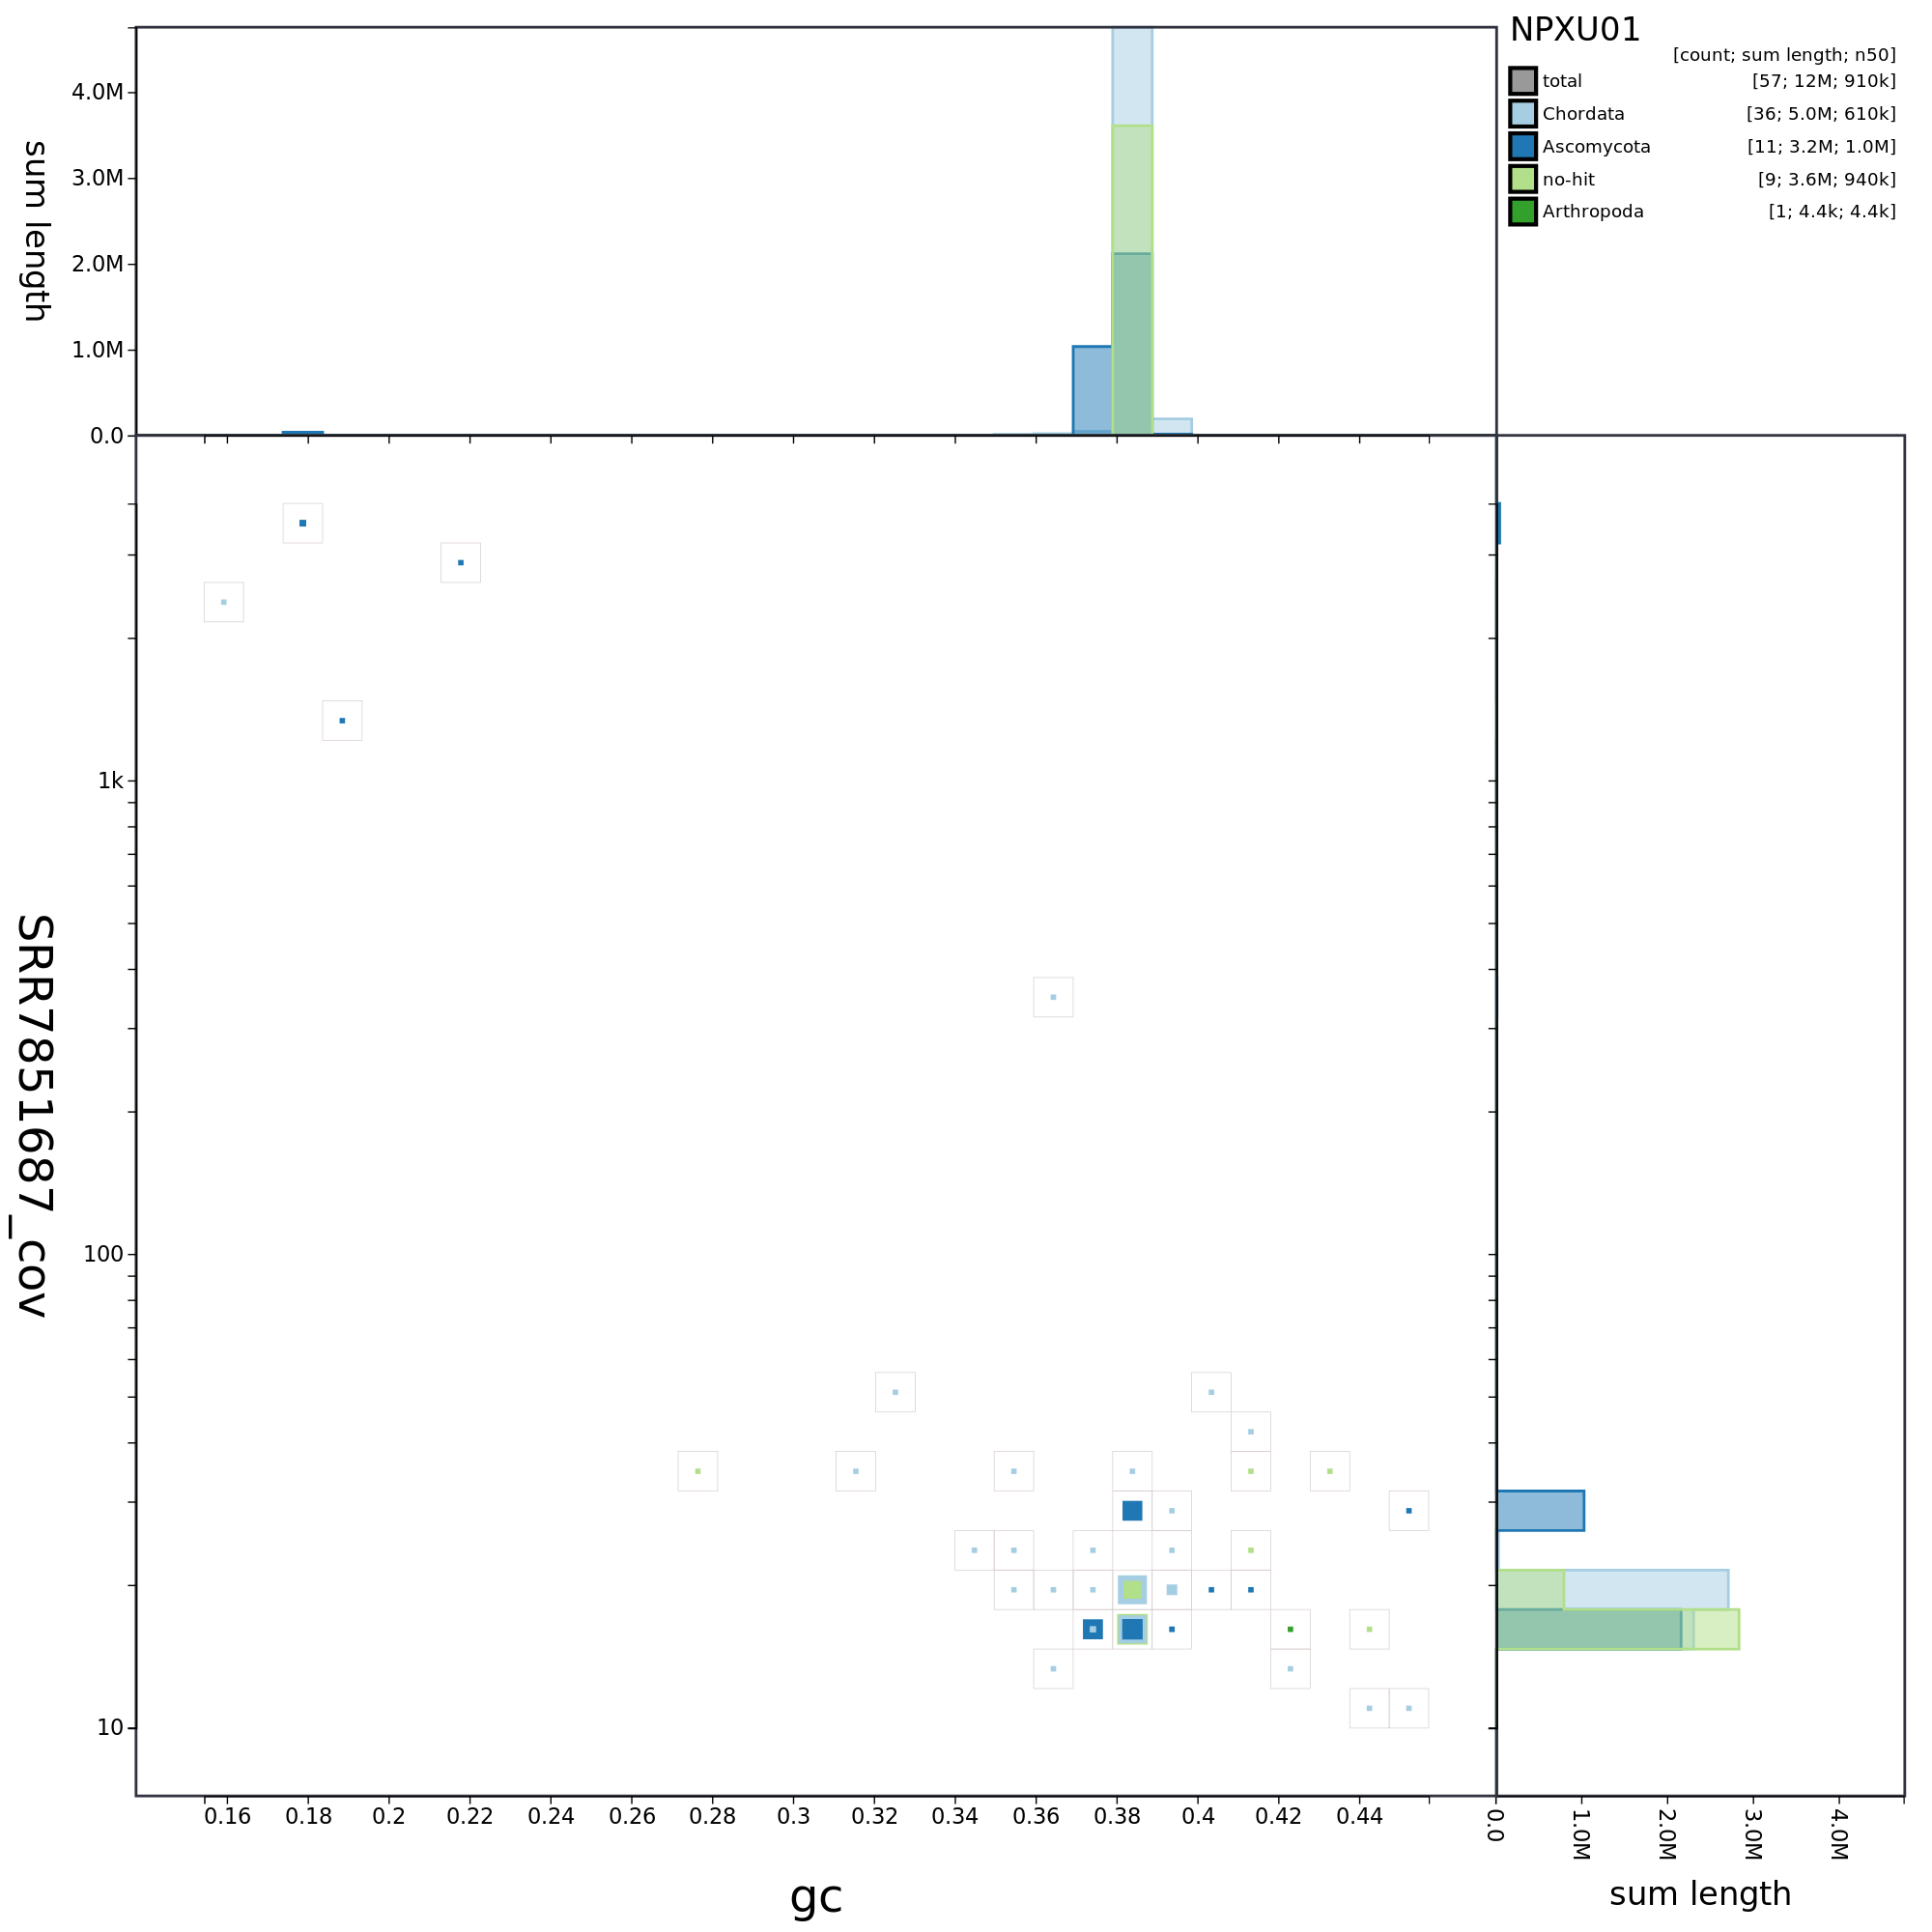 NPXU01
[count; sum length; n50]
total [57; 12M; 910k]
Chordata [36; 5.0M; 610k]
Ascomycota [11; 3.2M; 1.0M]
no-hit [9; 3.6M; 940k]
Arthropoda [1; 4.4k; 4.4k]
sum length
4.0M
3.0M
2.0M
1.0M
0.0
SRR7851687_cov
1k
100
10
0.16 0.18 0.2 0.22 0.24 0.26 0.28 0.3 0.32 0.34 0.36 0.38 0.4 0.42 0.44
gc
0.0 1.0M 2.0M 3.0M 4.0M
sum length